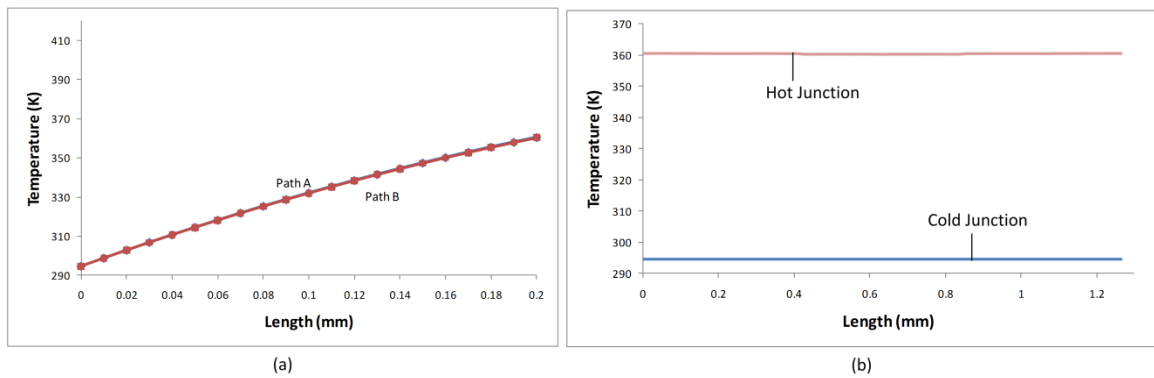 410
390
370
350
330
310
290
Temperature (K)
Path A
Path B
0 0.02 0.04 0.06 0.08 0.1 0.12 0.14 0.16 0.18 0.2
Length (mm)
(a)
370
360
350
340
330
320
310
300
290
Temperature (K)
Hot Junction
Cold Junction
0 0.2 0.4 0.6 0.8 1 1.2
Length (mm)
(b)